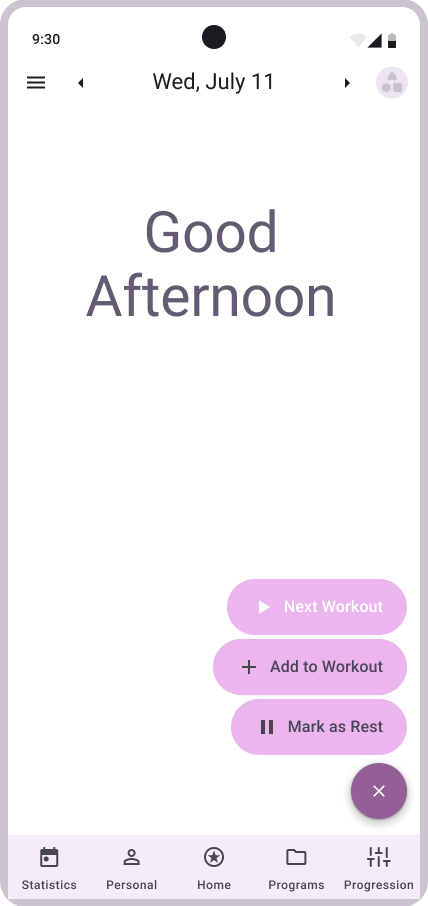 9:30
Wed, July 11
Good
Afternoon
Next Workout
Add to Workout
Mark as Rest
Statistics Personal Home Programs Progression